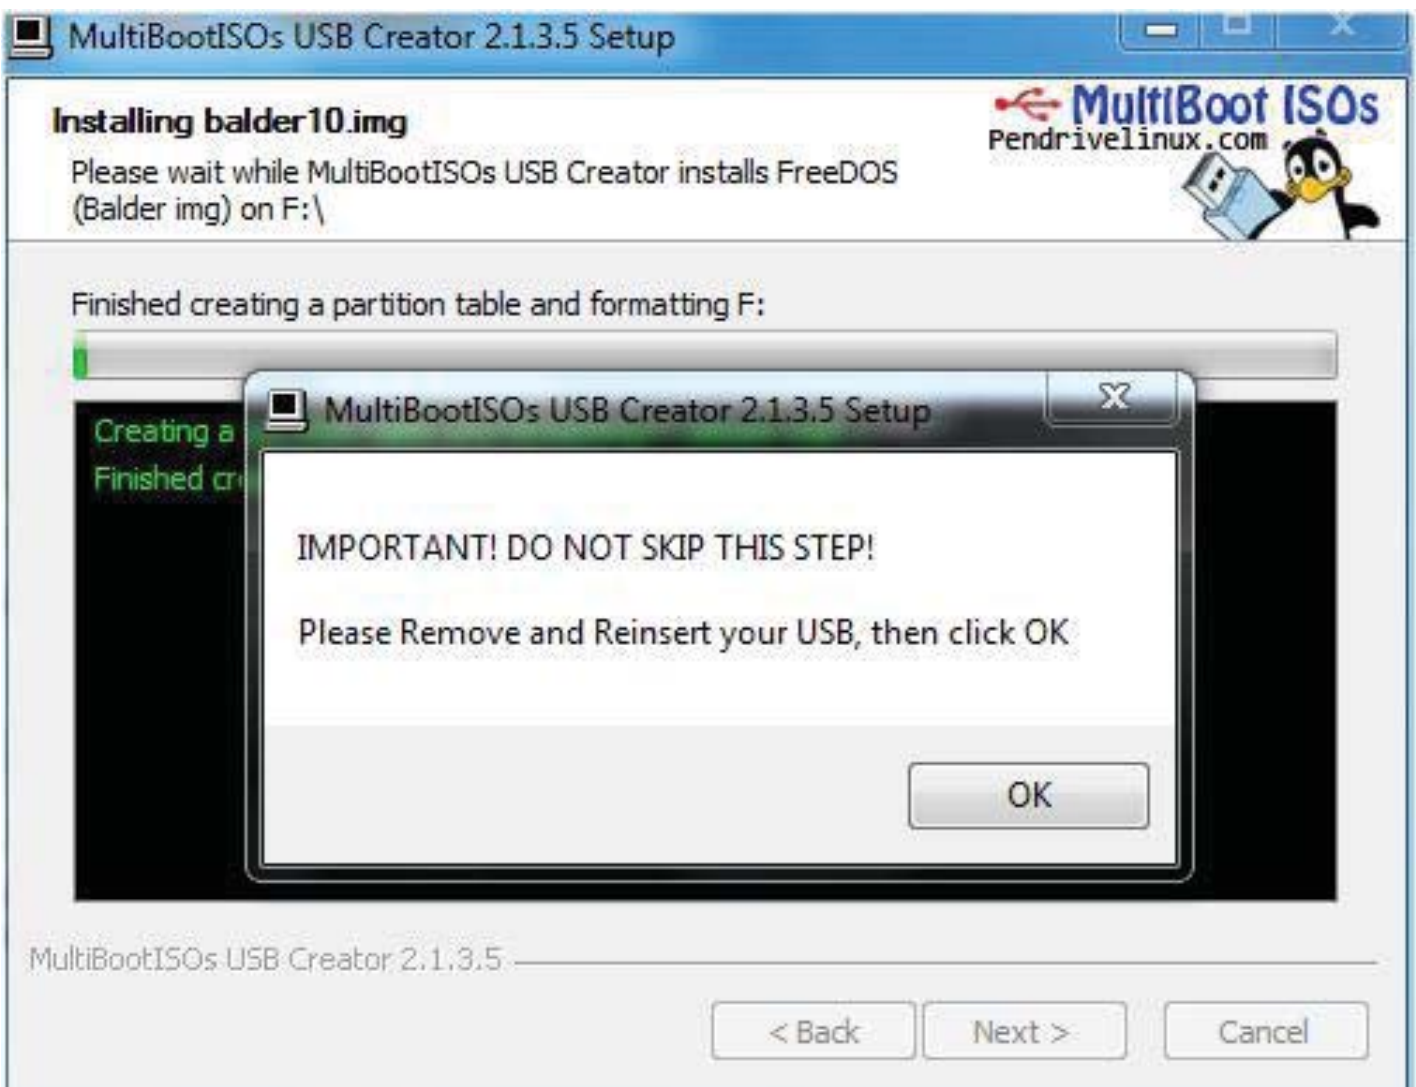 MultiBootISOs USB Creator 2.1.3.5 Setup
Installing balder10.img
Please wait while MultiBootISOs USB Creator installs FreeDOS
(Balder img) on F:\
MultiBoot ISOs
Pendrivelinux.com
Finished creating a partition table and formatting F:
Creating a
Finished
MultiBootISOs USB Creator 2.1.3.5 Setup
IMPORTANT! DO NOT SKIP THIS STEP!
Please Remove and Reinsert your USB, then click OK
OK
MultiBootISOs USB Creator 2.1.3.5
< Back
Next >
Cancel